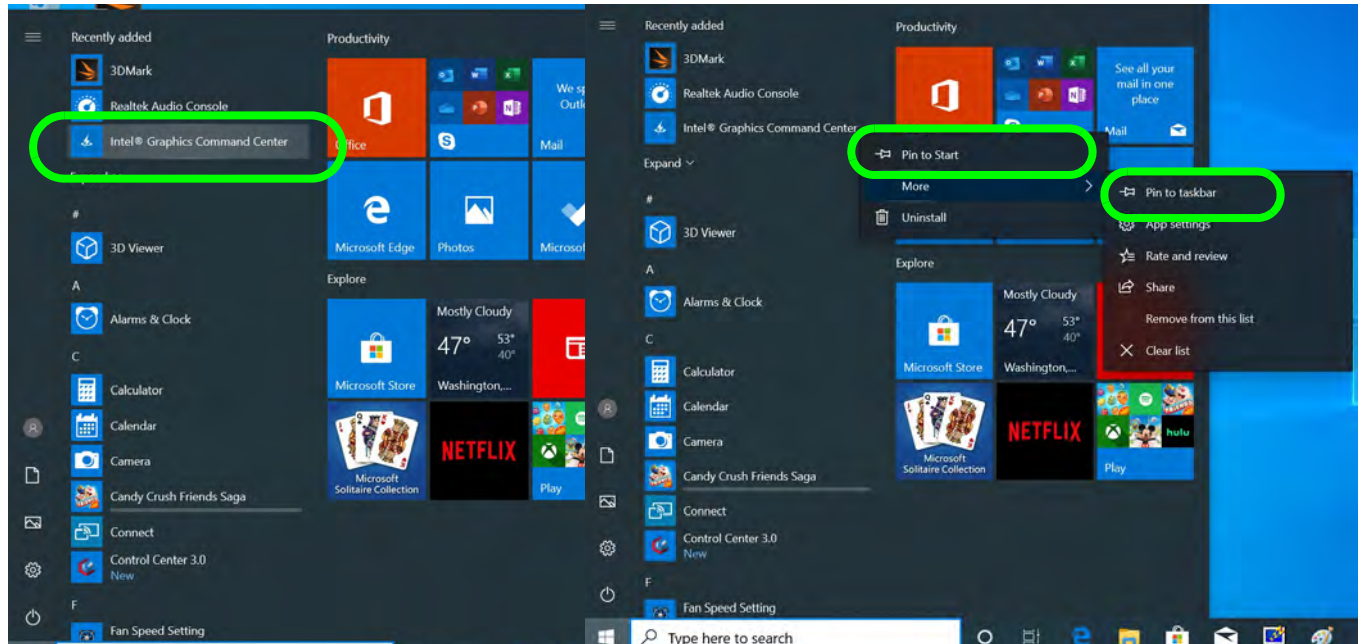 Recently added
3DMark
Realtek Audio Console
Intel® Graphics Command Center
#
3D Viewer
A
Alarms & Clock
C
Calculator
Calendar
Camera
Candy Crush Friends Saga
Connect
Control Center 3.0
New
F
Fan Speed Setting
Productivity
Office
We sp
Outl
Mail
Microsoft Edge
Photos
Microsof
Explore
Microsoft Store
Mostly Cloudy
47° 53°
40°
Washington,...
Microsoft
Solitaire Collection
NETFLIX
Play
Recently added
3DMark
Realtek Audio Console
Intel® Graphics Command Center
Expand
#
3D Viewer
A
Alarms & Clock
C
Calculator
Calendar
Camera
Candy Crush Friends Saga
Connect
Control Center 3.0
New
F
Fan Speed Setting
Type here to search
Productivity
See all your
mail in one
place
Mail
Pin to Start
More
Uninstall
Pin to taskbar
App settings
Rate and review
Share
Remove from this list
Clear list
Explore
Microsoft Store
Mostly Cloudy
47° 53°
40°
Washington,...
Microsoft
Solitaire Collection
NETFLIX
hulu
Play